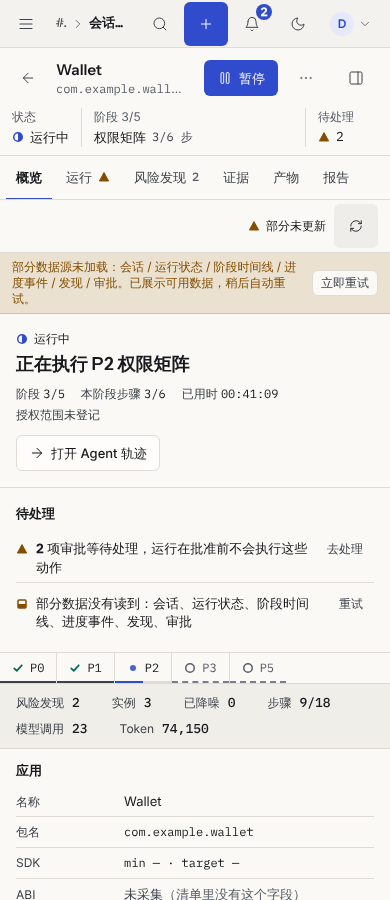 #. › 会话…
2
D
Wallet
com.example.wall…
暂停
状态
运行中
阶段 3/5
权限矩阵 3/6 步
待处理
2
概览 运行 风险发现 2 证据 产物 报告
部分未更新
部分数据源未加载：会话 / 运行状态 / 阶段时间线 / 进
度事件 / 发现 / 审批。已展示可用数据，稍后自动重
试。
立即重试
运行中
正在执行 P2 权限矩阵
阶段 3/5 本阶段步骤 3/6 已用时 00:41:09
授权范围未登记
打开 Agent 轨迹
待处理
2 项审批等待处理，运行在批准前不会执行这些
动作
去处理
部分数据没有读到：会话、运行状态、阶段时间
线、进度事件、发现、审批
重试
P0 P1 P2 P3 P5
风险发现 2 实例 3 已降噪 0 步骤 9/18
模型调用 23 Token 74,150
应用
名称 Wallet
包名 com.example.wallet
SDK min — · target —
ABI 未采集（清单里没有这个字段）